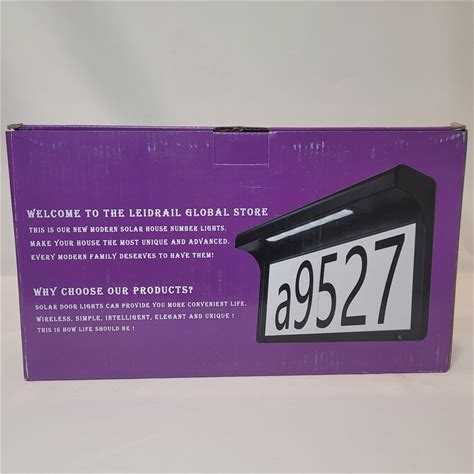 WELCOME TO THE LEIDRAIL GLOBAL STORE
THIS IS OUR NEW MODERN SOLAR HOUSE NUMBER LIGHTS.
MAKE YOUR HOUSE THE MOST UNIQUE AND ADVANCED.
EVERY MODERN FAMILY DESERVES TO HAVE THEM!
WHY CHOOSE OUR PRODUCTS?
SOLAR DOOR LIGHTS CAN PROVIDE YOU MORE CONVENIENT LIFE.
WIRELESS, SIMPLE, INTELLIGENT, ELEGANT AND UNIQUE !
THIS IS HOW LIFE SHOULD BE !
a9527